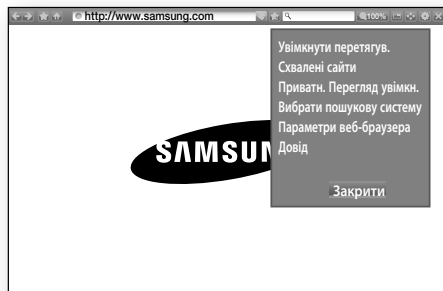 http://www.samsung.com
100%
Увімкнути перетягув.
Схвалені сайти
Приватн. Перегляд увімкн.
Вибрати пошукову систему
Параметри веб-браузера
Довід
SAMSUN
Закрити